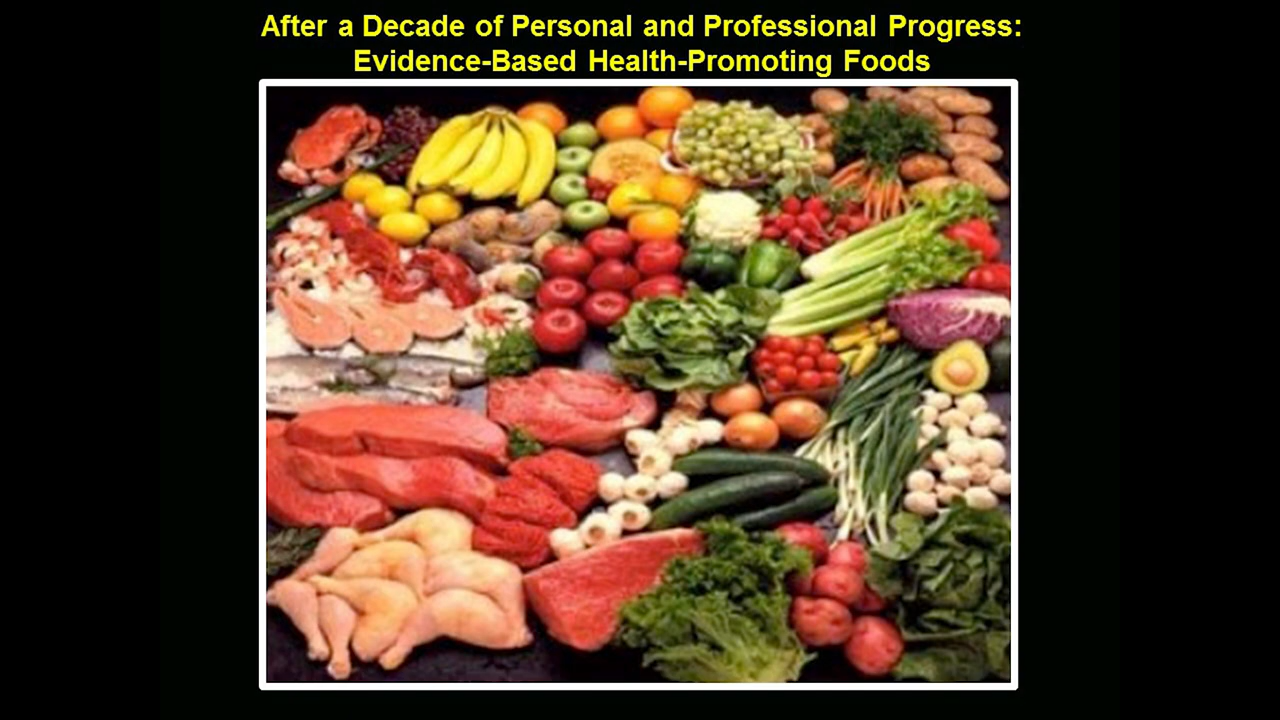 After a Decade of Personal and Professional Progress:
Evidence-Based Health-Promoting Foods